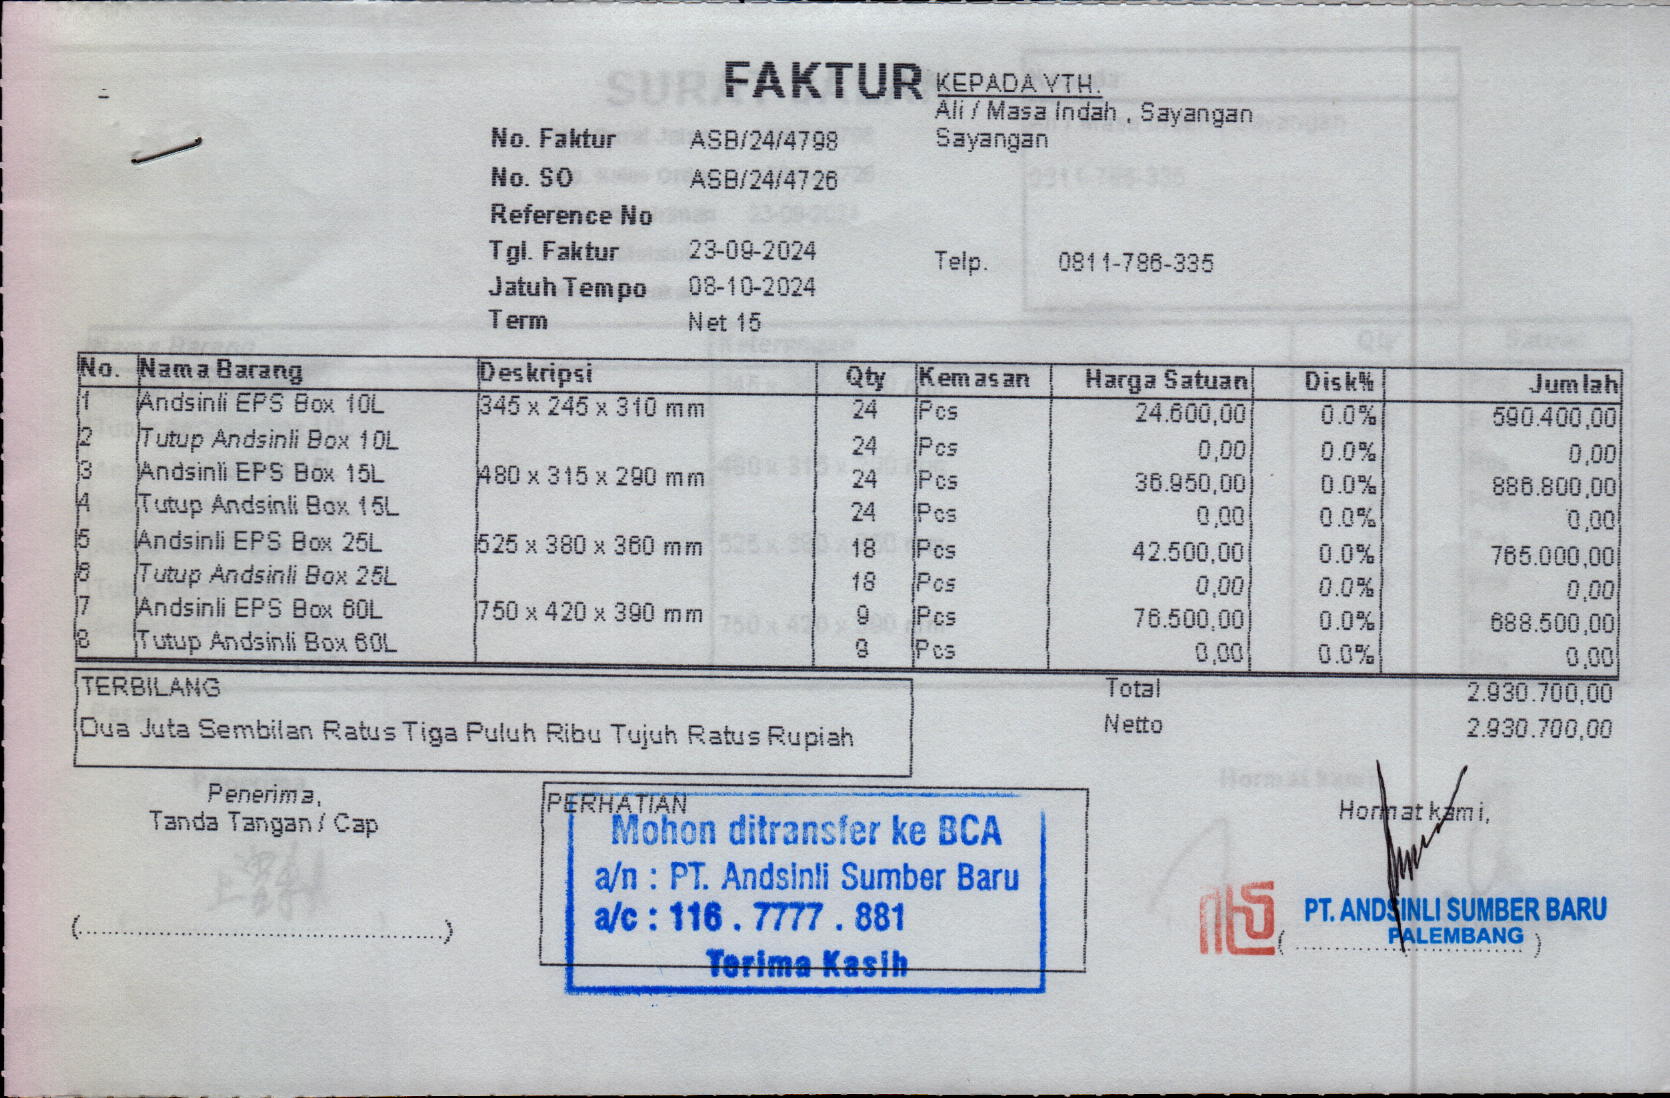 FAKTUR
KEPADA YTH.
Ali / Masa Indah , Sayangan
Sayangan
No. Faktur ASB/24/4798
No. SO ASB/24/4726
Reference No
Tgl. Faktur 23-09-2024
Telp. 0811-786-335
Jatuh Tempo 08-10-2024
Term Net 15
No. Nama Barang Deskripsi Qty Kemasan Harga Satuan Disk% Jumlah
1 Andsinli EPS Box 10L 345 x 245 x 310 mm 24 Pcs 24.600,00 0.0% 590.400,00
2 Tutup Andsinli Box 10L 24 Pcs 0,00 0.0% 0,00
3 Andsinli EPS Box 15L 480 x 315 x 290 mm 24 Pcs 36.950,00 0.0% 886.800,00
4 Tutup Andsinli Box 15L 24 Pcs 0,00 0.0% 0,00
5 Andsinli EPS Box 25L 525 x 380 x 360 mm 18 Pcs 42.500,00 0.0% 765.000,00
6 Tutup Andsinli Box 25L 18 Pcs 0,00 0.0% 0,00
7 Andsinli EPS Box 60L 750 x 420 x 390 mm 9 Pcs 76.500,00 0.0% 688.500,00
8 Tutup Andsinli Box 60L 9 Pcs 0,00 0.0% 0,00
TERBILANG
Dua Juta Sembilan Ratus Tiga Puluh Ribu Tujuh Ratus Rupiah
Total 2.930.700,00
Netto 2.930.700,00
Penerima,
Tanda Tangan / Cap
(........................................)
PERHATIAN
Mohon ditransfer ke BCA
a/n : PT. Andsinli Sumber Baru
a/c : 116 . 7777 . 881
Terima Kasih
Hormat kami,
PT. ANDSINLI SUMBER BARU
PALEMBANG
(........................................)